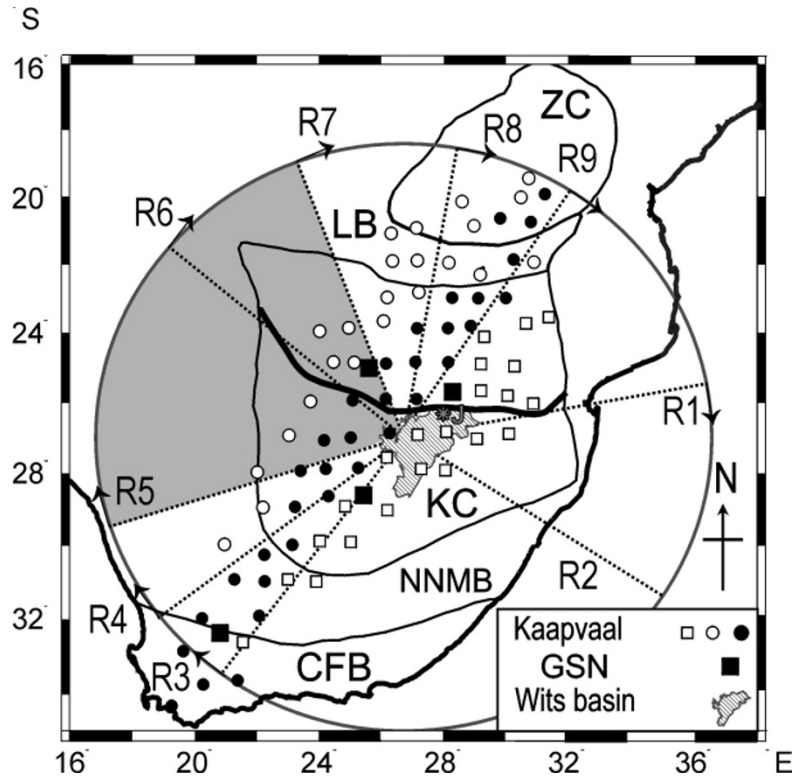 S
16
R7
ZC
R8
R9
20
R6
LB
24
J
R1
28
R5
KC
N
NNMB
R2
32
R4
CFB
R3
Kaapvaal
GSN
Wits basin
16 20 24 28 32 36 E